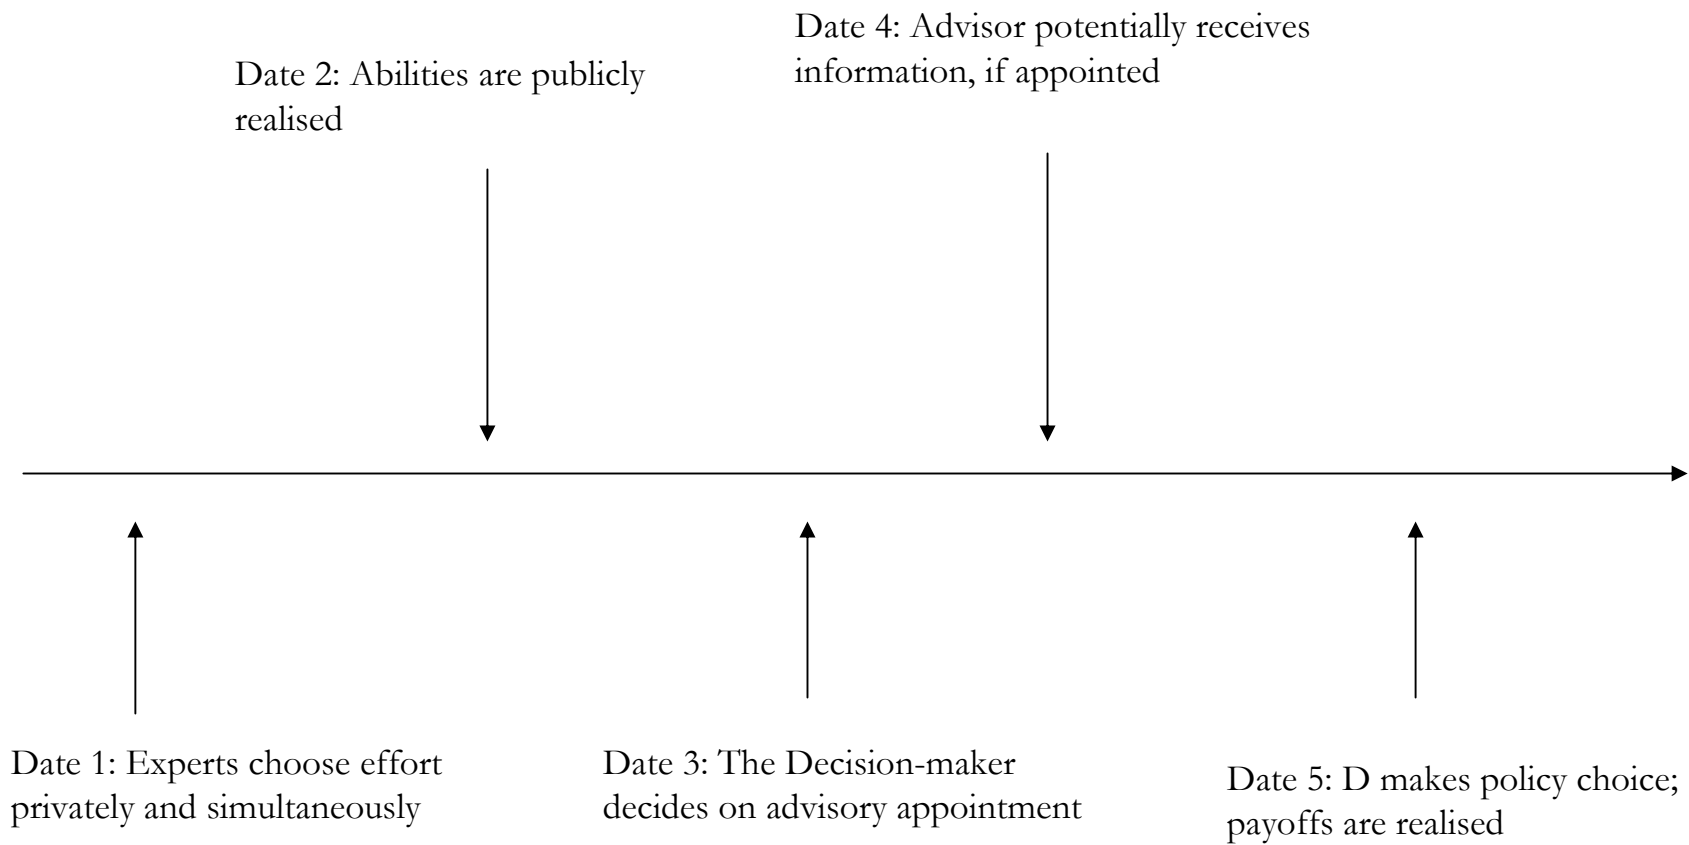 Date 4: Advisor potentially receives
information, if appointed
Date 2: Abilities are publicly
realised
Date 1: Experts choose effort
privately and simultaneously
Date 3: The Decision-maker
decides on advisory appointment
Date 5: D makes policy choice;
payoffs are realised